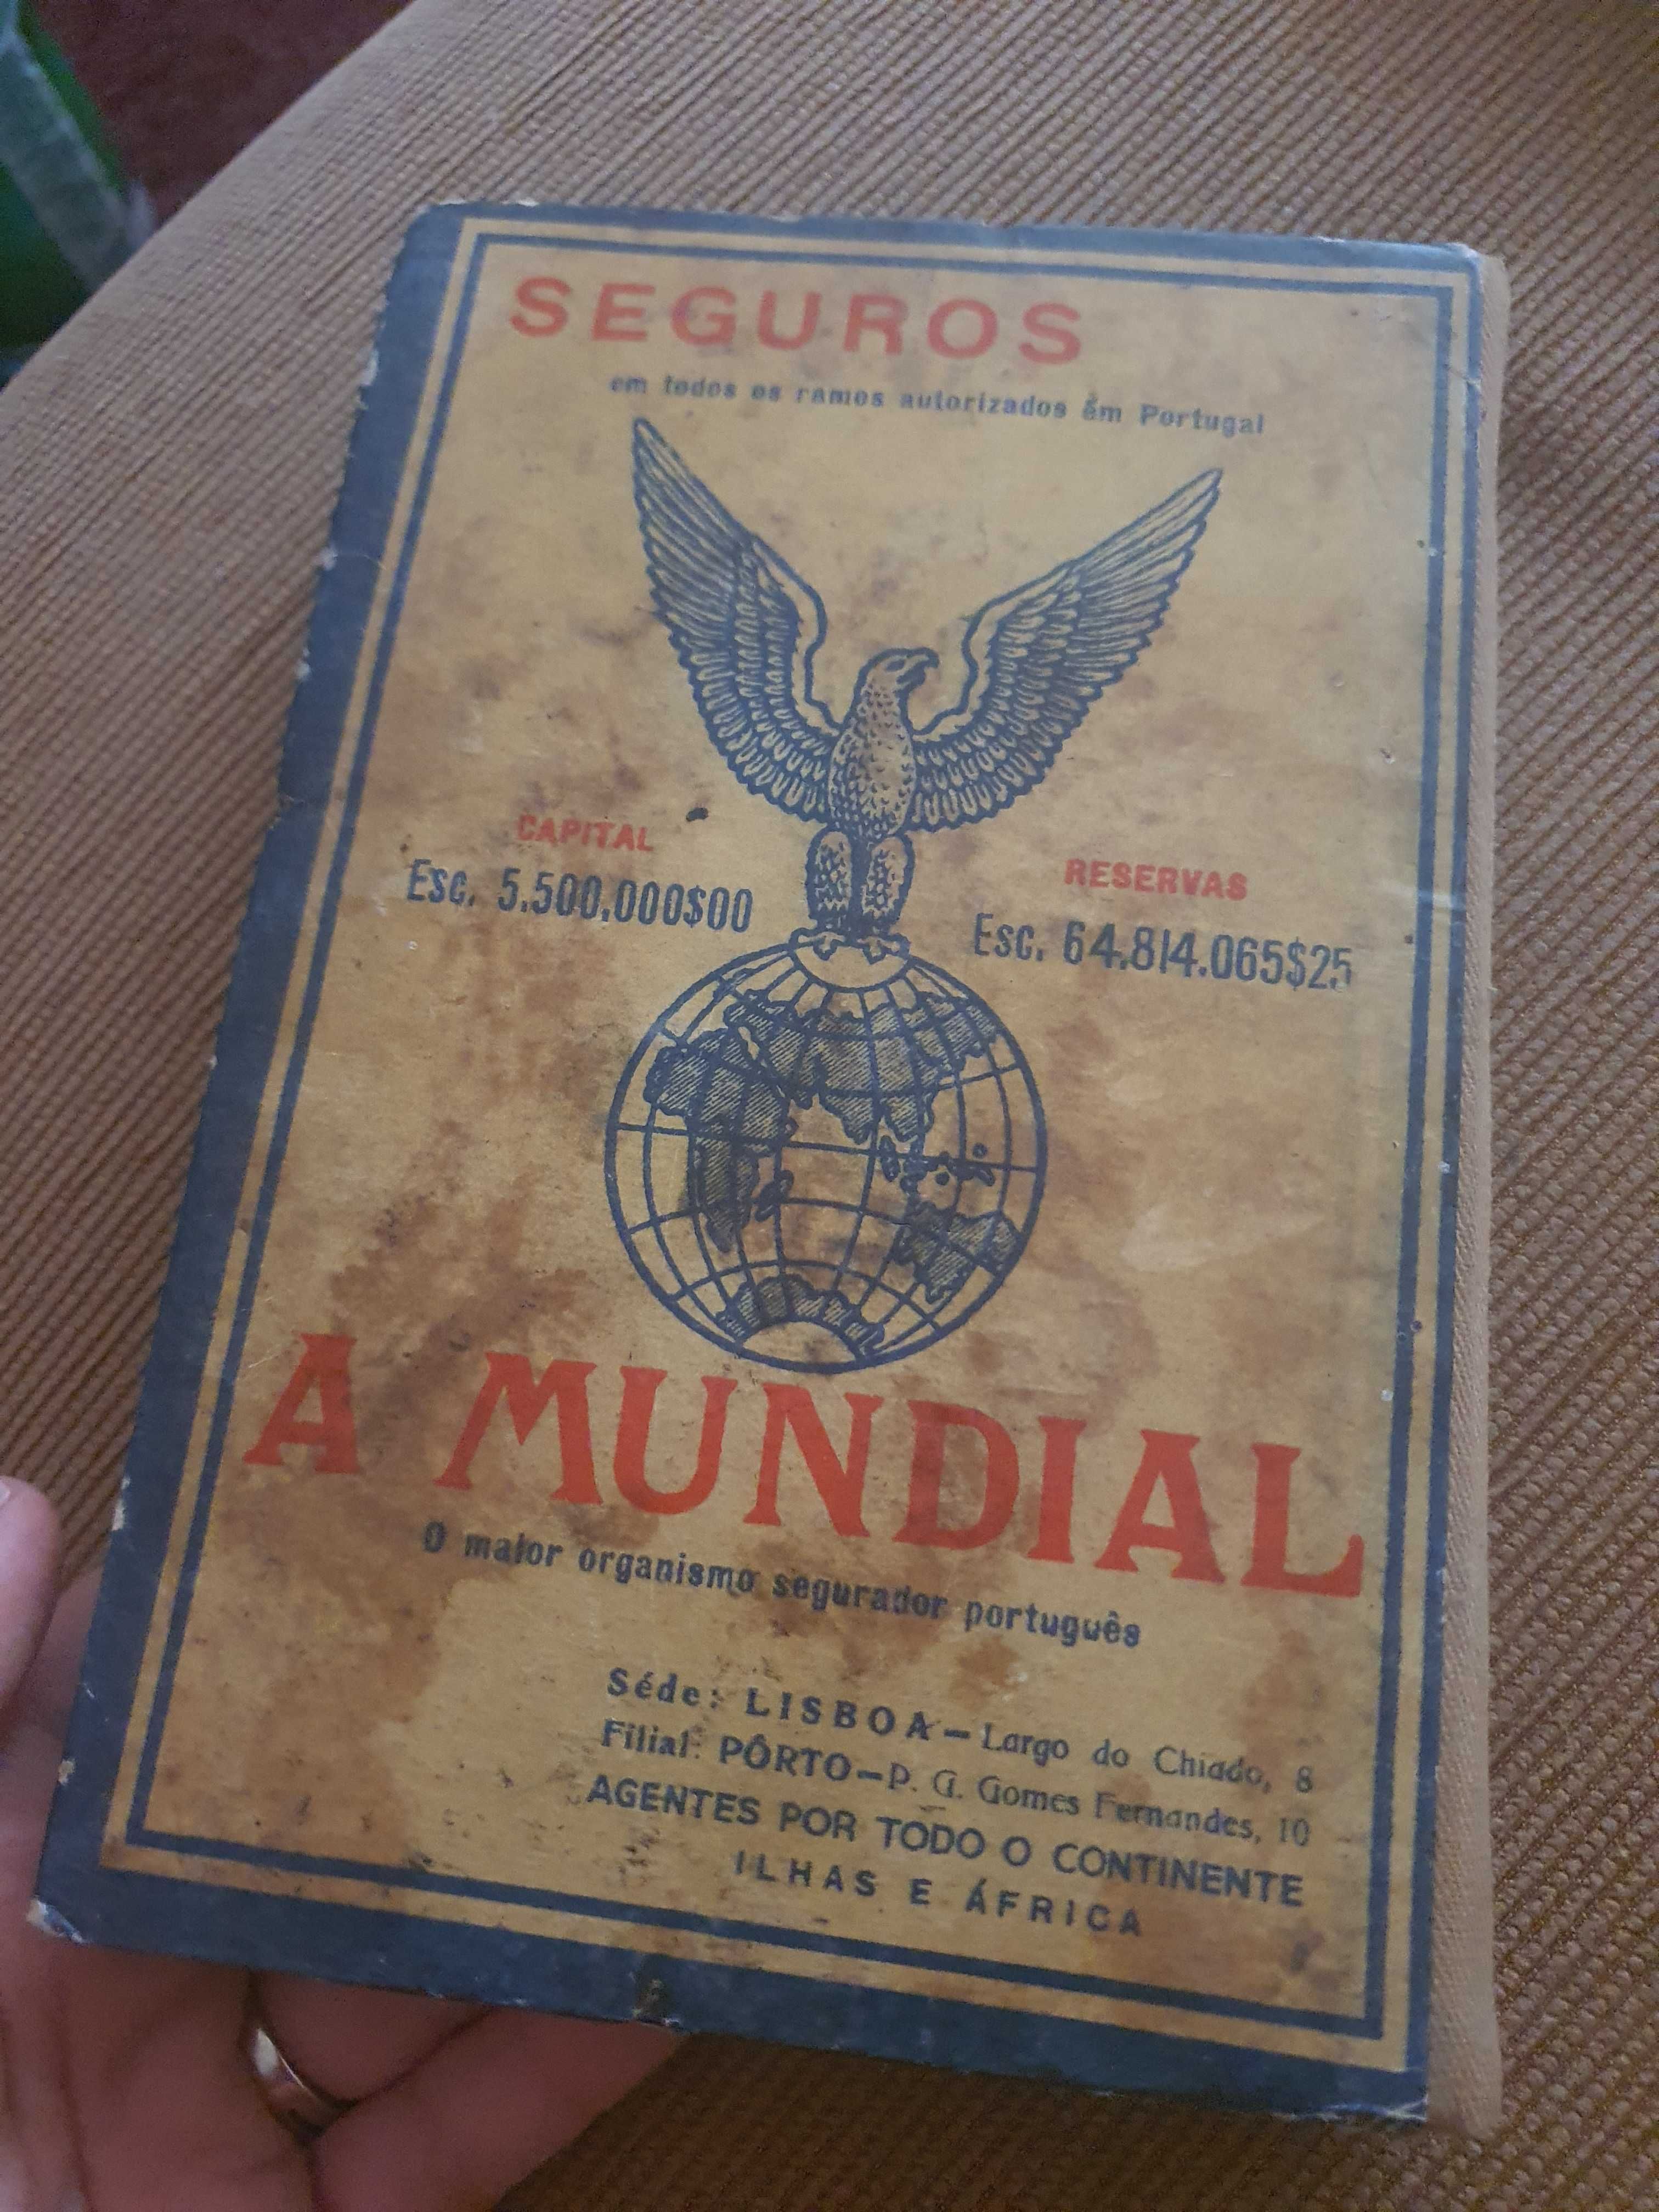 SEGUROS
em todos os ramos autorizados em Portugal
CAPITAL
Esc. 5.500.000$00
RESERVAS
Esc. 64.814.065$25
A MUNDIAL
O maior organismo segurador português
Séde: LISBOA — Largo do Chiado, 8
Filial: PÔRTO — P. G. Gomes Fernandes, 10
AGENTES POR TODO O CONTINENTE
ILHAS E ÁFRICA